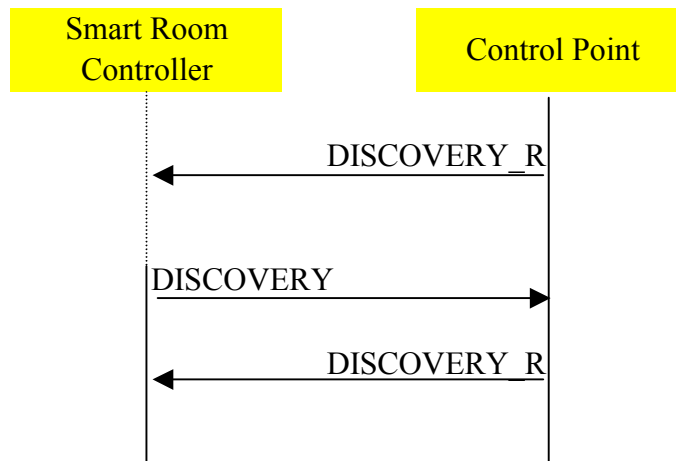 Smart Room
Controller
Control Point
DISCOVERY_R
DISCOVERY
DISCOVERY_R